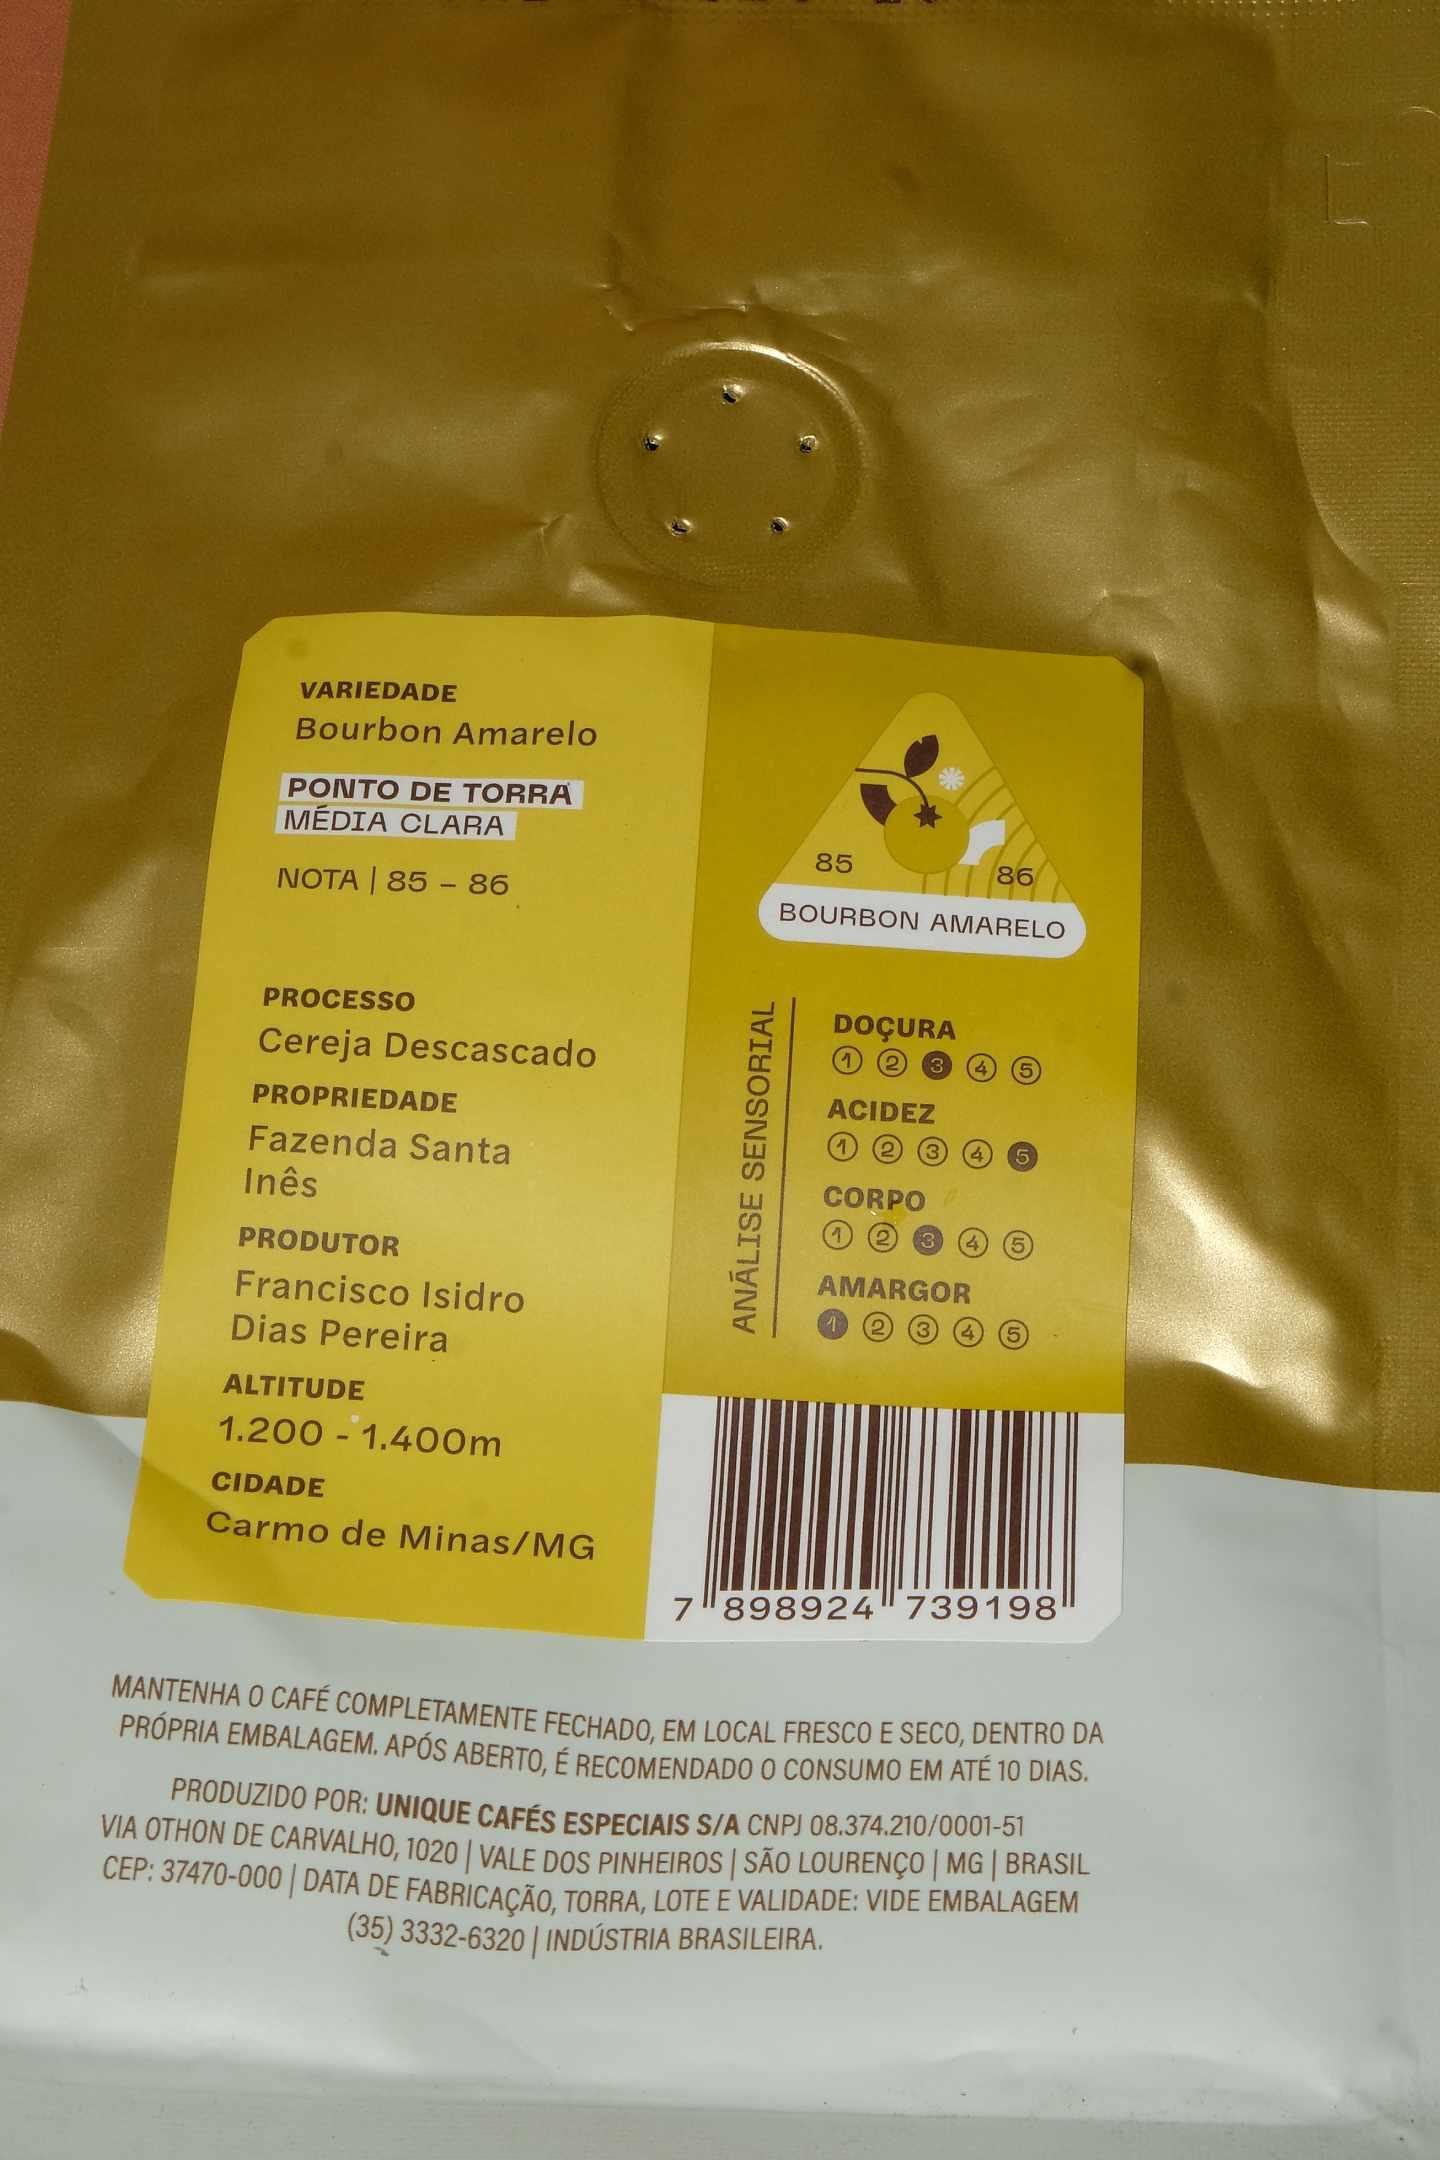 VARIEDADE
Bourbon Amarelo
PONTO DE TORRA
MÉDIA CLARA
NOTA | 85 – 86
PROCESSO
Cereja Descascado
PROPRIEDADE
Fazenda Santa
Inês
PRODUTOR
Francisco Isidro
Dias Pereira
ALTITUDE
1.200 - 1.400m
CIDADE
Carmo de Minas/MG
85
86
BOURBON AMARELO
ANÁLISE SENSORIAL
DOÇURA
1 2 3 4 5
ACIDEZ
1 2 3 4 5
CORPO
1 2 3 4 5
AMARGOR
1 2 3 4 5
7 898924 739198
MANTENHA O CAFÉ COMPLETAMENTE FECHADO, EM LOCAL FRESCO E SECO, DENTRO DA
PRÓPRIA EMBALAGEM. APÓS ABERTO, É RECOMENDADO O CONSUMO EM ATÉ 10 DIAS.
PRODUZIDO POR: UNIQUE CAFÉS ESPECIAIS S/A CNPJ 08.374.210/0001-51
VIA OTHON DE CARVALHO, 1020 | VALE DOS PINHEIROS | SÃO LOURENÇO | MG | BRASIL
CEP: 37470-000 | DATA DE FABRICAÇÃO, TORRA, LOTE E VALIDADE: VIDE EMBALAGEM
(35) 3332-6320 | INDÚSTRIA BRASILEIRA.